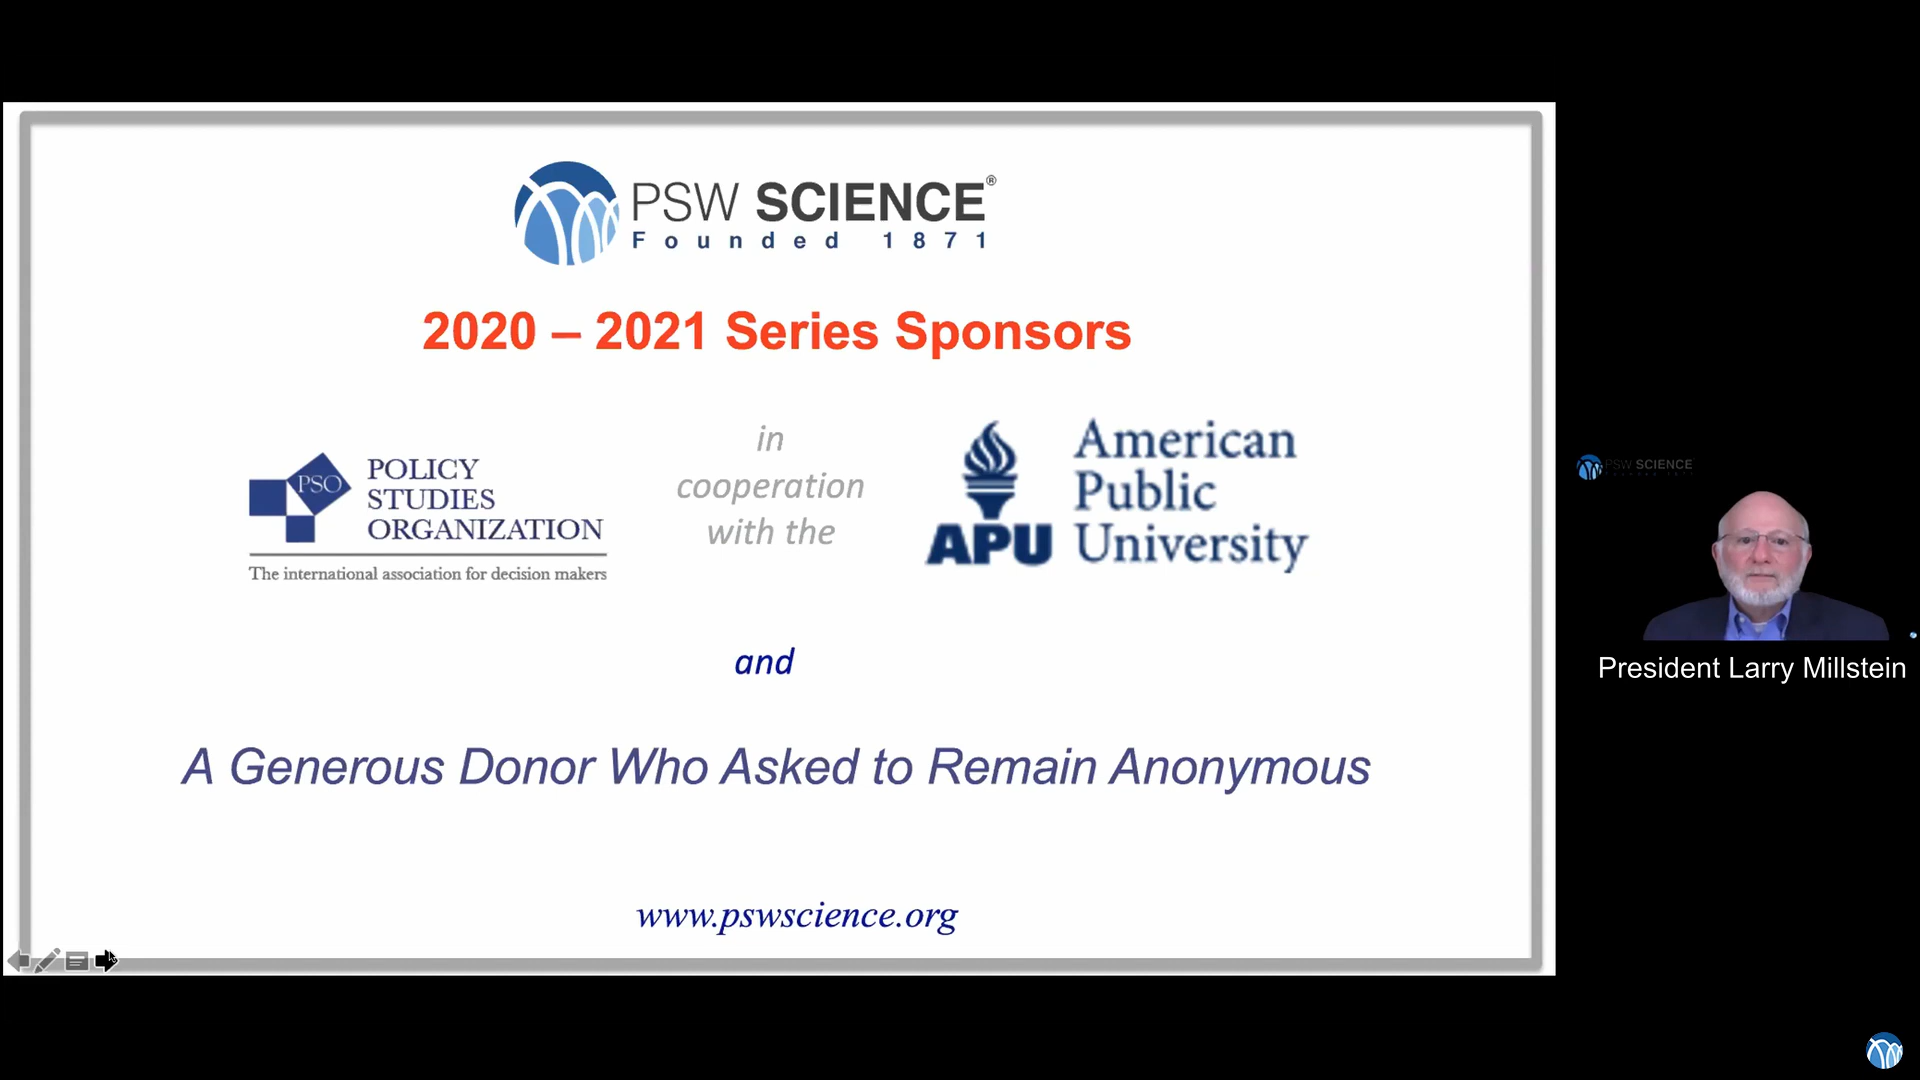 PSW SCIENCE®
Founded 1871
2020 – 2021 Series Sponsors
PSO
POLICY
STUDIES
ORGANIZATION
The international association for decision makers
in
cooperation
with the
APU
American
Public
University
and
A Generous Donor Who Asked to Remain Anonymous
www.pswscience.org
PSW SCIENCE
President Larry Millstein